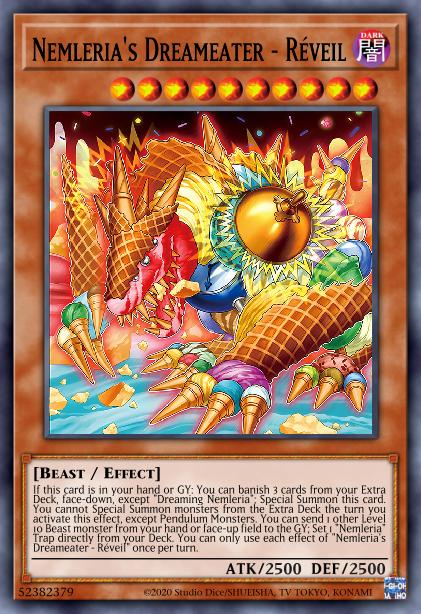 Nemleria's Dreameater - Réveil
DARK
闇
[Beast / Effect]
If this card is in your hand or GY: You can banish 3 cards from your Extra
Deck, face-down, except "Dreaming Nemleria"; Special Summon this card.
You cannot Special Summon monsters from the Extra Deck the turn you
activate this effect, except Pendulum Monsters. You can send 1 other Level
10 Beast monster from your hand or face-up field to the GY; Set 1 "Nemleria"
Trap directly from your Deck. You can only use each effect of "Nemleria's
Dreameater - Réveil" once per turn.
ATK/2500 DEF/2500
52382379
©2020 Studio Dice/SHUEISHA, TV TOKYO, KONAMI